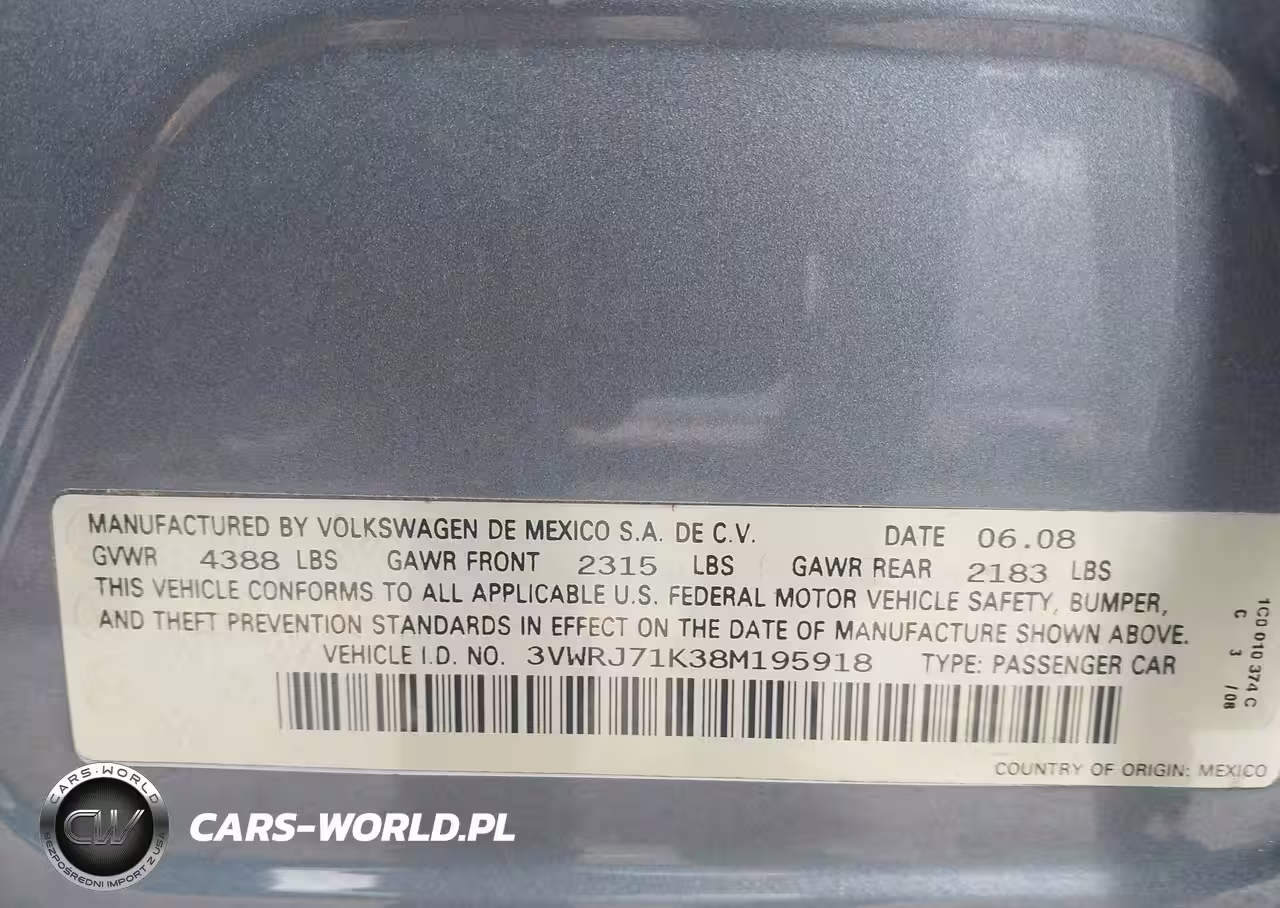 MANUFACTURED BY VOLKSWAGEN DE MEXICO S.A. DE C.V. DATE 06.08
GVWR 4388 LBS GAWR FRONT 2315 LBS GAWR REAR 2183 LBS
THIS VEHICLE CONFORMS TO ALL APPLICABLE U.S. FEDERAL MOTOR VEHICLE SAFETY, BUMPER,
AND THEFT PREVENTION STANDARDS IN EFFECT ON THE DATE OF MANUFACTURE SHOWN ABOVE.
VEHICLE I.D. NO. 3VWRJ71K38M195918 TYPE: PASSENGER CAR
COUNTRY OF ORIGIN: MEXICO
1C0 010 374 C
C 3 /08
CARS-WORLD
CW
BEZPOŚREDNI IMPORT Z USA
CARS-WORLD.PL